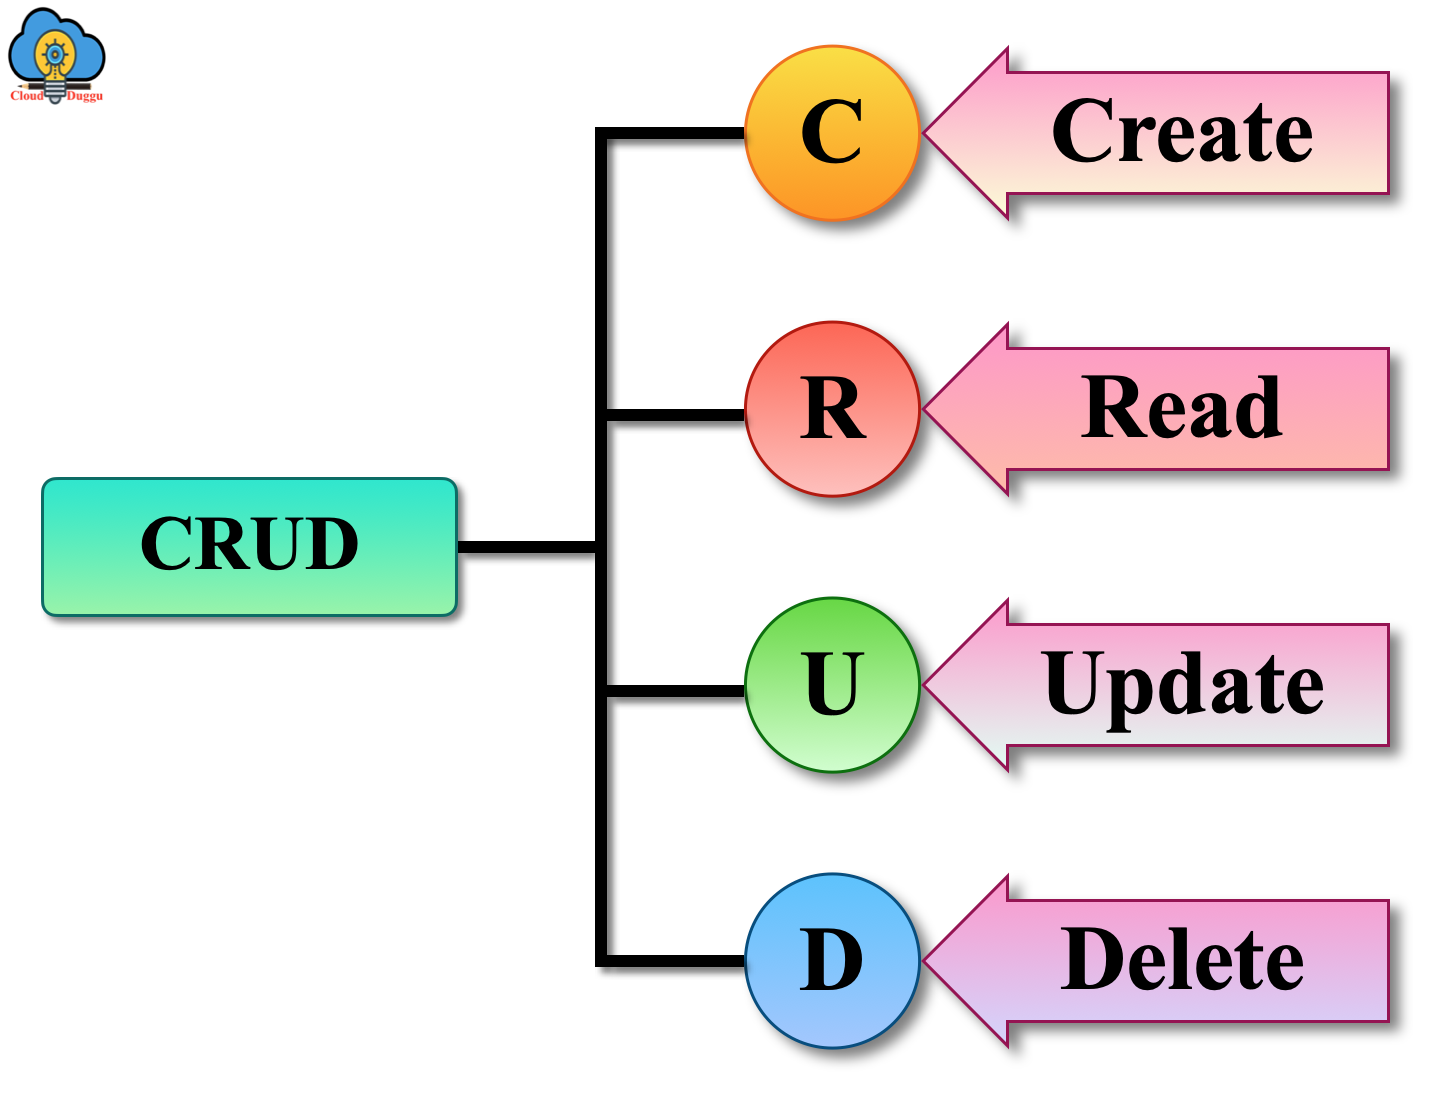 Cloud Duggu
C
Create
R
Read
CRUD
U
Update
D
Delete